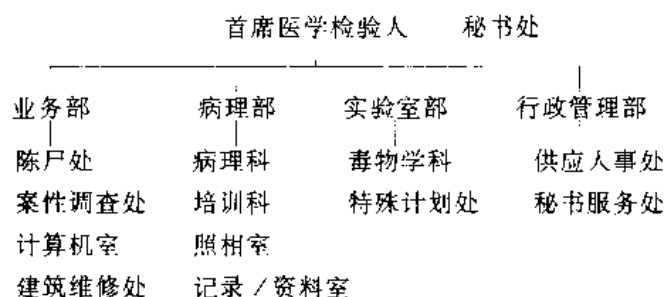 首席医学检验人 秘书处
业务部 病理部 实验室部 行政管理部
陈尸处 病理科 毒物学科 供应人事处
案性调查处 培训科 特殊计划处 秘书服务处
计算机室 照相室
建筑维修处 记录／资料室